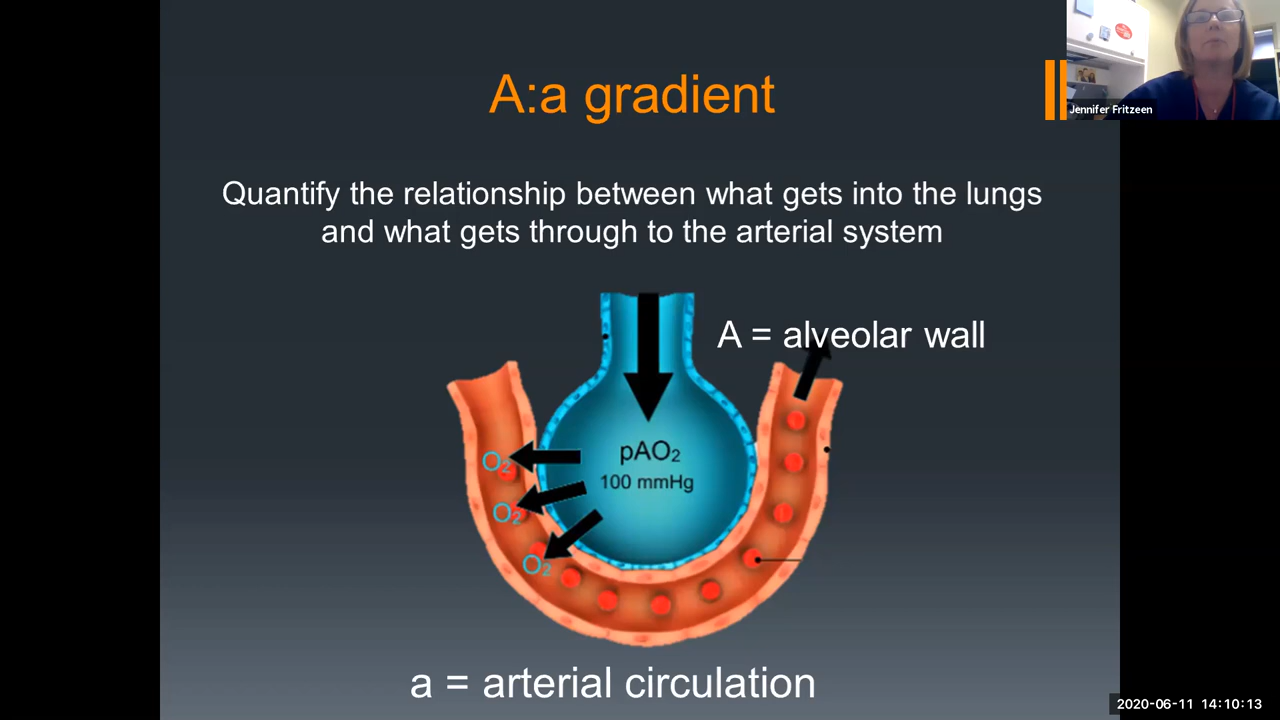 A:a gradient
Jennifer Fritzeen
Quantify the relationship between what gets into the lungs
and what gets through to the arterial system
A = alveolar wall
pAO₂
100 mmHg
O₂
O₂
O₂
a = arterial circulation
2020-06-11 14:10:13